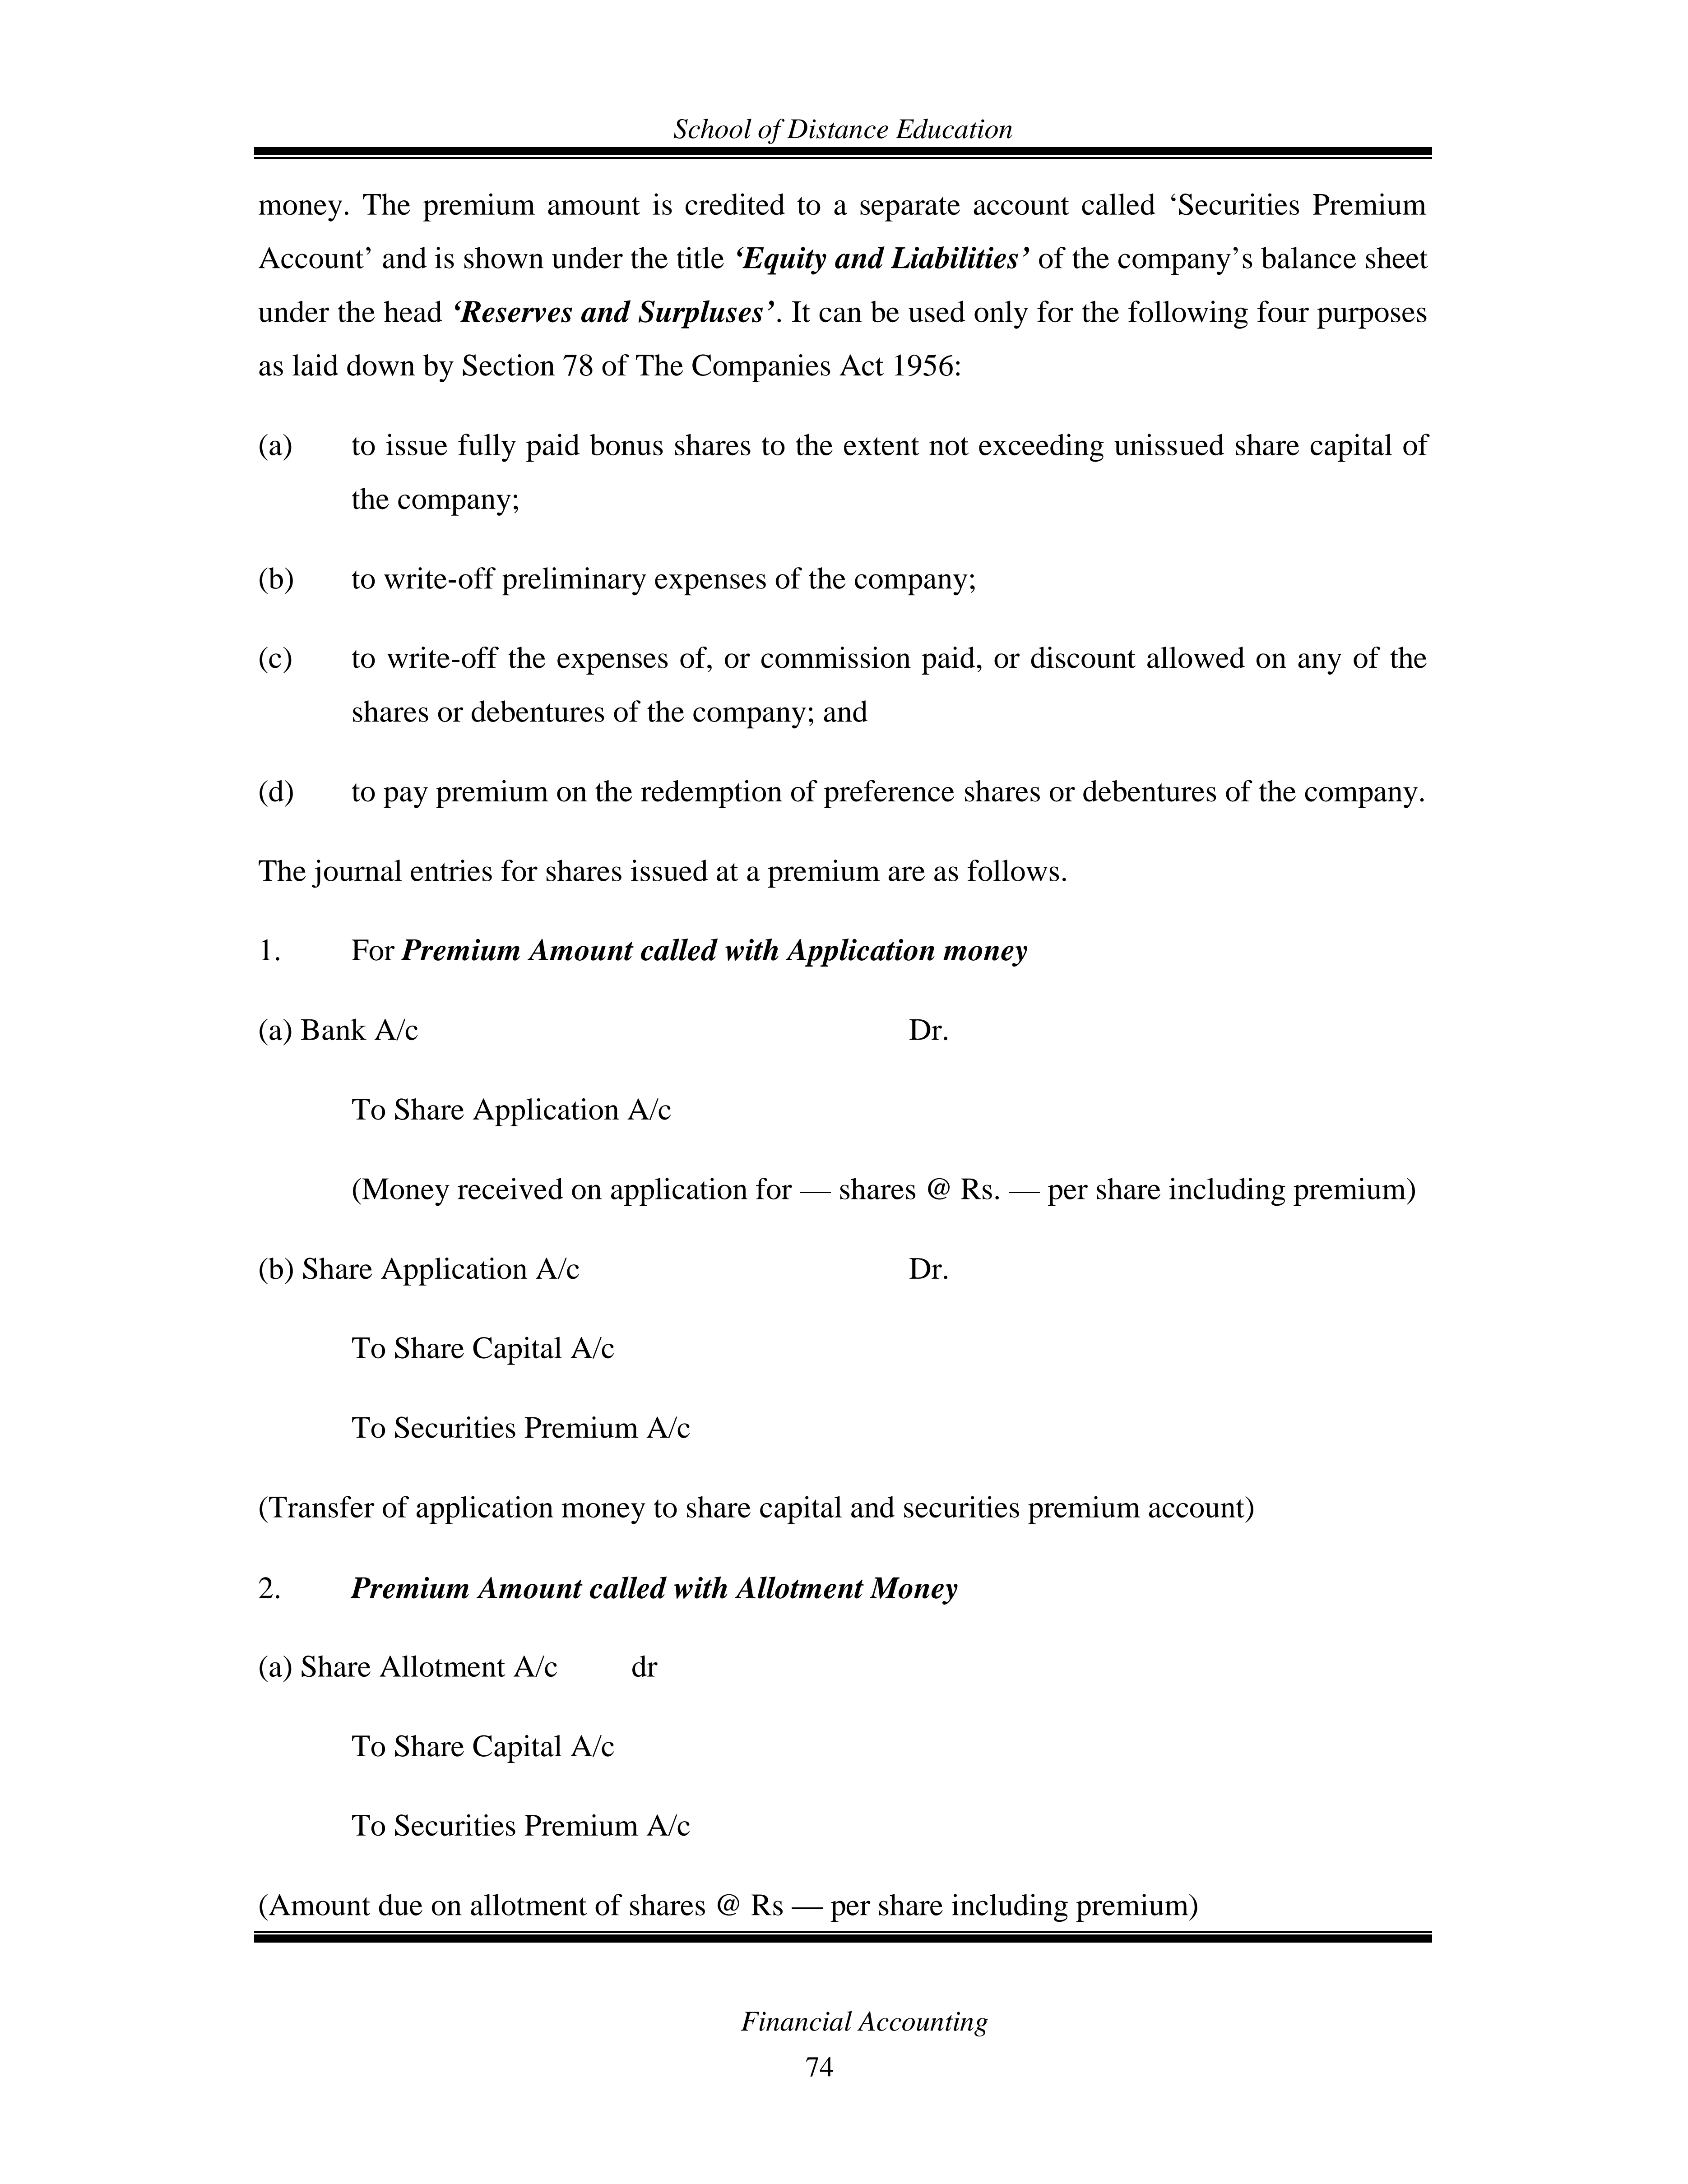 School of Distance Education
money. The premium amount is credited to a separate account called ‘Securities Premium
Account’ and is shown under the title ‘Equity and Liabilities’ of the company’s balance sheet
under the head ‘Reserves and Surpluses’. It can be used only for the following four purposes
as laid down by Section 78 of The Companies Act 1956:
(a) to issue fully paid bonus shares to the extent not exceeding unissued share capital of
the company;
(b) to write-off preliminary expenses of the company;
(c) to write-off the expenses of, or commission paid, or discount allowed on any of the
shares or debentures of the company; and
(d) to pay premium on the redemption of preference shares or debentures of the company.
The journal entries for shares issued at a premium are as follows.
1. For Premium Amount called with Application money
(a) Bank A/c Dr.
To Share Application A/c
(Money received on application for — shares @ Rs. — per share including premium)
(b) Share Application A/c Dr.
To Share Capital A/c
To Securities Premium A/c
(Transfer of application money to share capital and securities premium account)
2. Premium Amount called with Allotment Money
(a) Share Allotment A/c dr
To Share Capital A/c
To Securities Premium A/c
(Amount due on allotment of shares @ Rs — per share including premium)
Financial Accounting
74